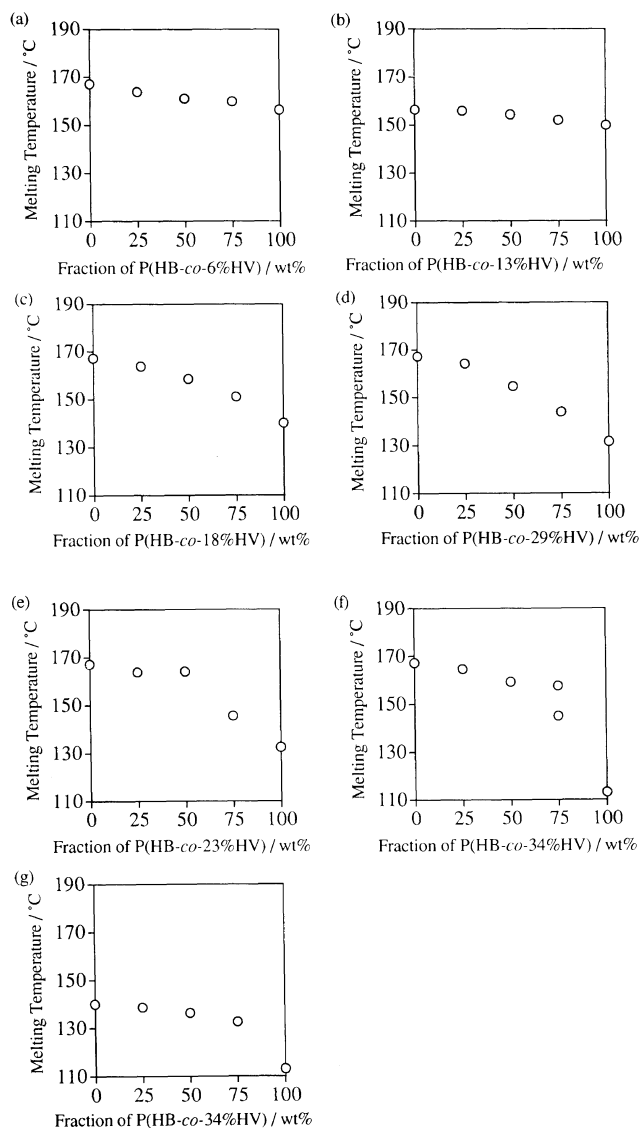 (a)
190
170
150
130
110
Melting Temperature / °C
0 25 50 75 100
Fraction of P(HB-co-6%HV) / wt%
(b)
190
170
150
130
110
Melting Temperature / °C
0 25 50 75 100
Fraction of P(HB-co-13%HV) / wt%
(c)
190
170
150
130
110
Melting Temperature / °C
0 25 50 75 100
Fraction of P(HB-co-18%HV) / wt%
(d)
190
170
150
130
110
Melting Temperature / °C
0 25 50 75 100
Fraction of P(HB-co-29%HV) / wt%
(e)
190
170
150
130
110
Melting Temperature / °C
0 25 50 75 100
Fraction of P(HB-co-23%HV) / wt%
(f)
190
170
150
130
110
Melting Temperature / °C
0 25 50 75 100
Fraction of P(HB-co-34%HV) / wt%
(g)
190
170
150
130
110
Melting Temperature / °C
0 25 50 75 100
Fraction of P(HB-co-34%HV) / wt%